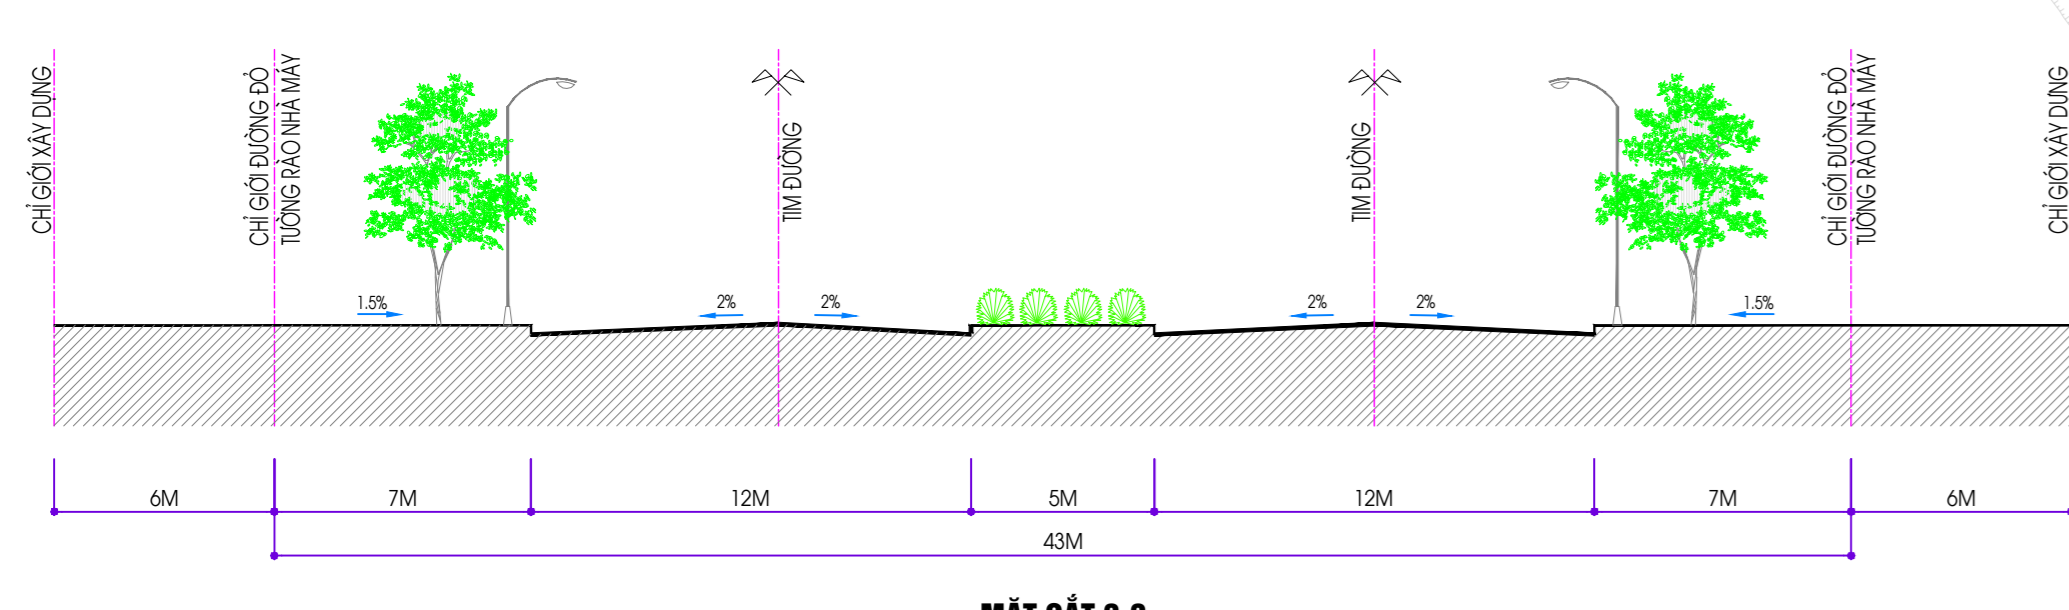 CHỈ GIỚI XÂY DỰNG
CHỈ GIỚI ĐƯỜNG ĐỎ
TƯỜNG RÀO NHÀ MÁY
TIM ĐƯỜNG
TIM ĐƯỜNG
CHỈ GIỚI ĐƯỜNG ĐỎ
TƯỜNG RÀO NHÀ MÁY
CHỈ GIỚI XÂY DỰNG
1.5% 2% 2% 2% 2% 1.5%
6M 7M 12M 5M 12M 7M 6M
43M
MẶT CẮT